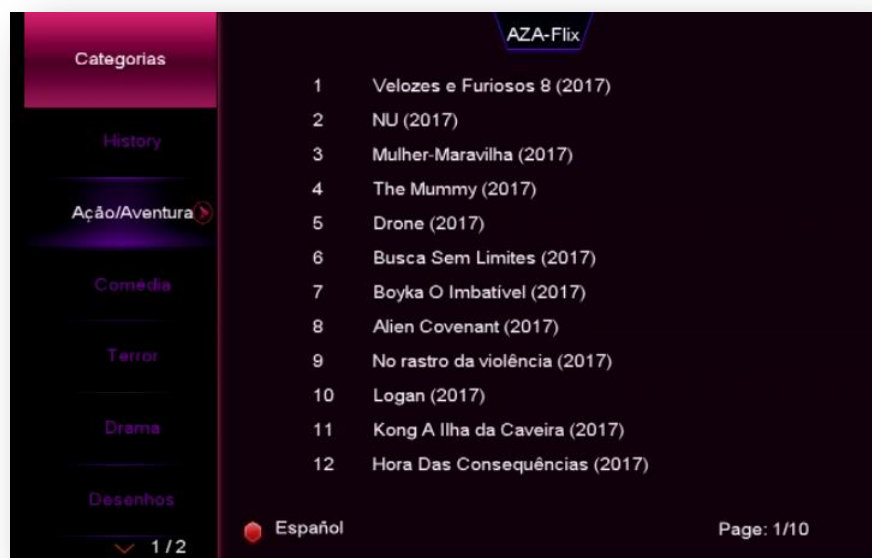 Categorias
History
Ação/Aventura
Comédia
Terror
Drama
Desenhos
1/2
AZA-Flix
1 Velozes e Furiosos 8 (2017)
2 NU (2017)
3 Mulher-Maravilha (2017)
4 The Mummy (2017)
5 Drone (2017)
6 Busca Sem Limites (2017)
7 Boyka O Imbatível (2017)
8 Alien Covenant (2017)
9 No rastro da violência (2017)
10 Logan (2017)
11 Kong A Ilha da Caveira (2017)
12 Hora Das Consequências (2017)
Español
Page: 1/10